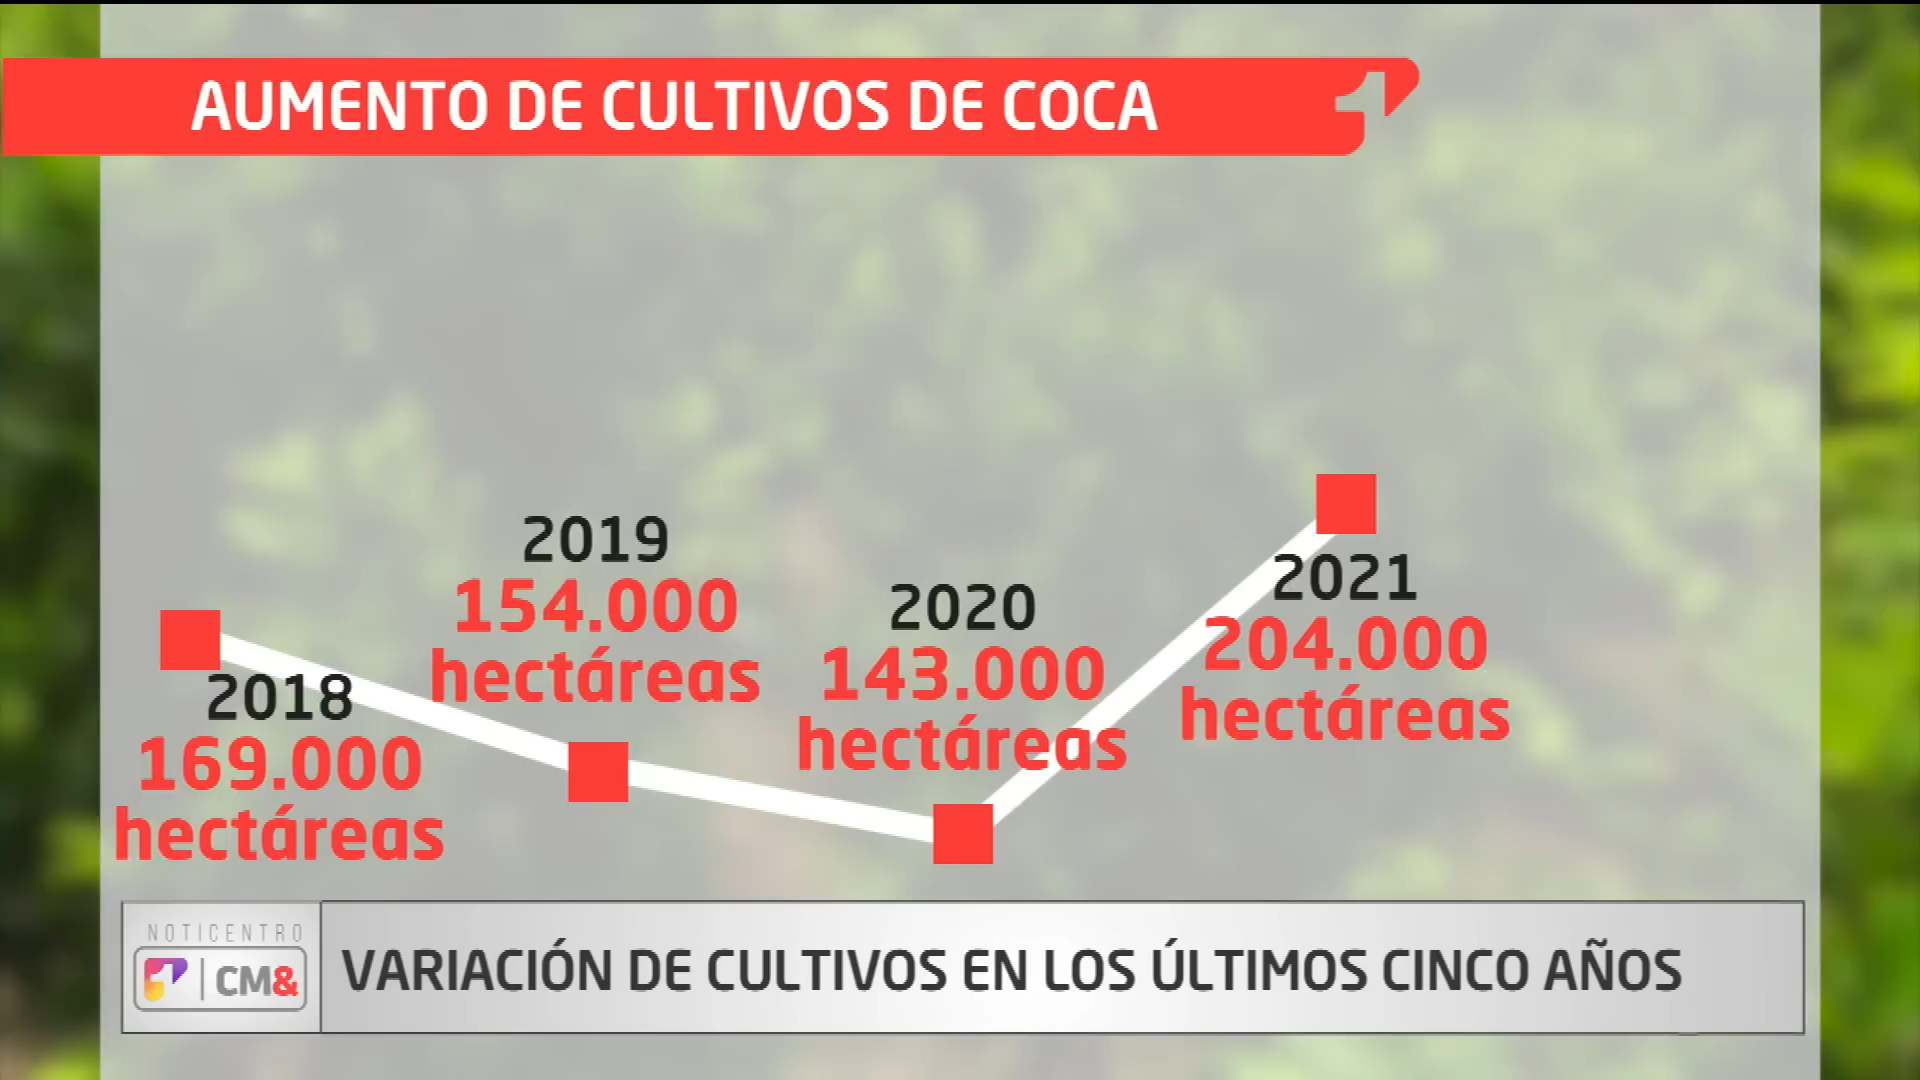 AUMENTO DE CULTIVOS DE COCA
2018
169.000
hectáreas
2019
154.000
hectáreas
2020
143.000
hectáreas
2021
204.000
hectáreas
NOTICENTRO
1 | CM&
VARIACIÓN DE CULTIVOS EN LOS ÚLTIMOS CINCO AÑOS